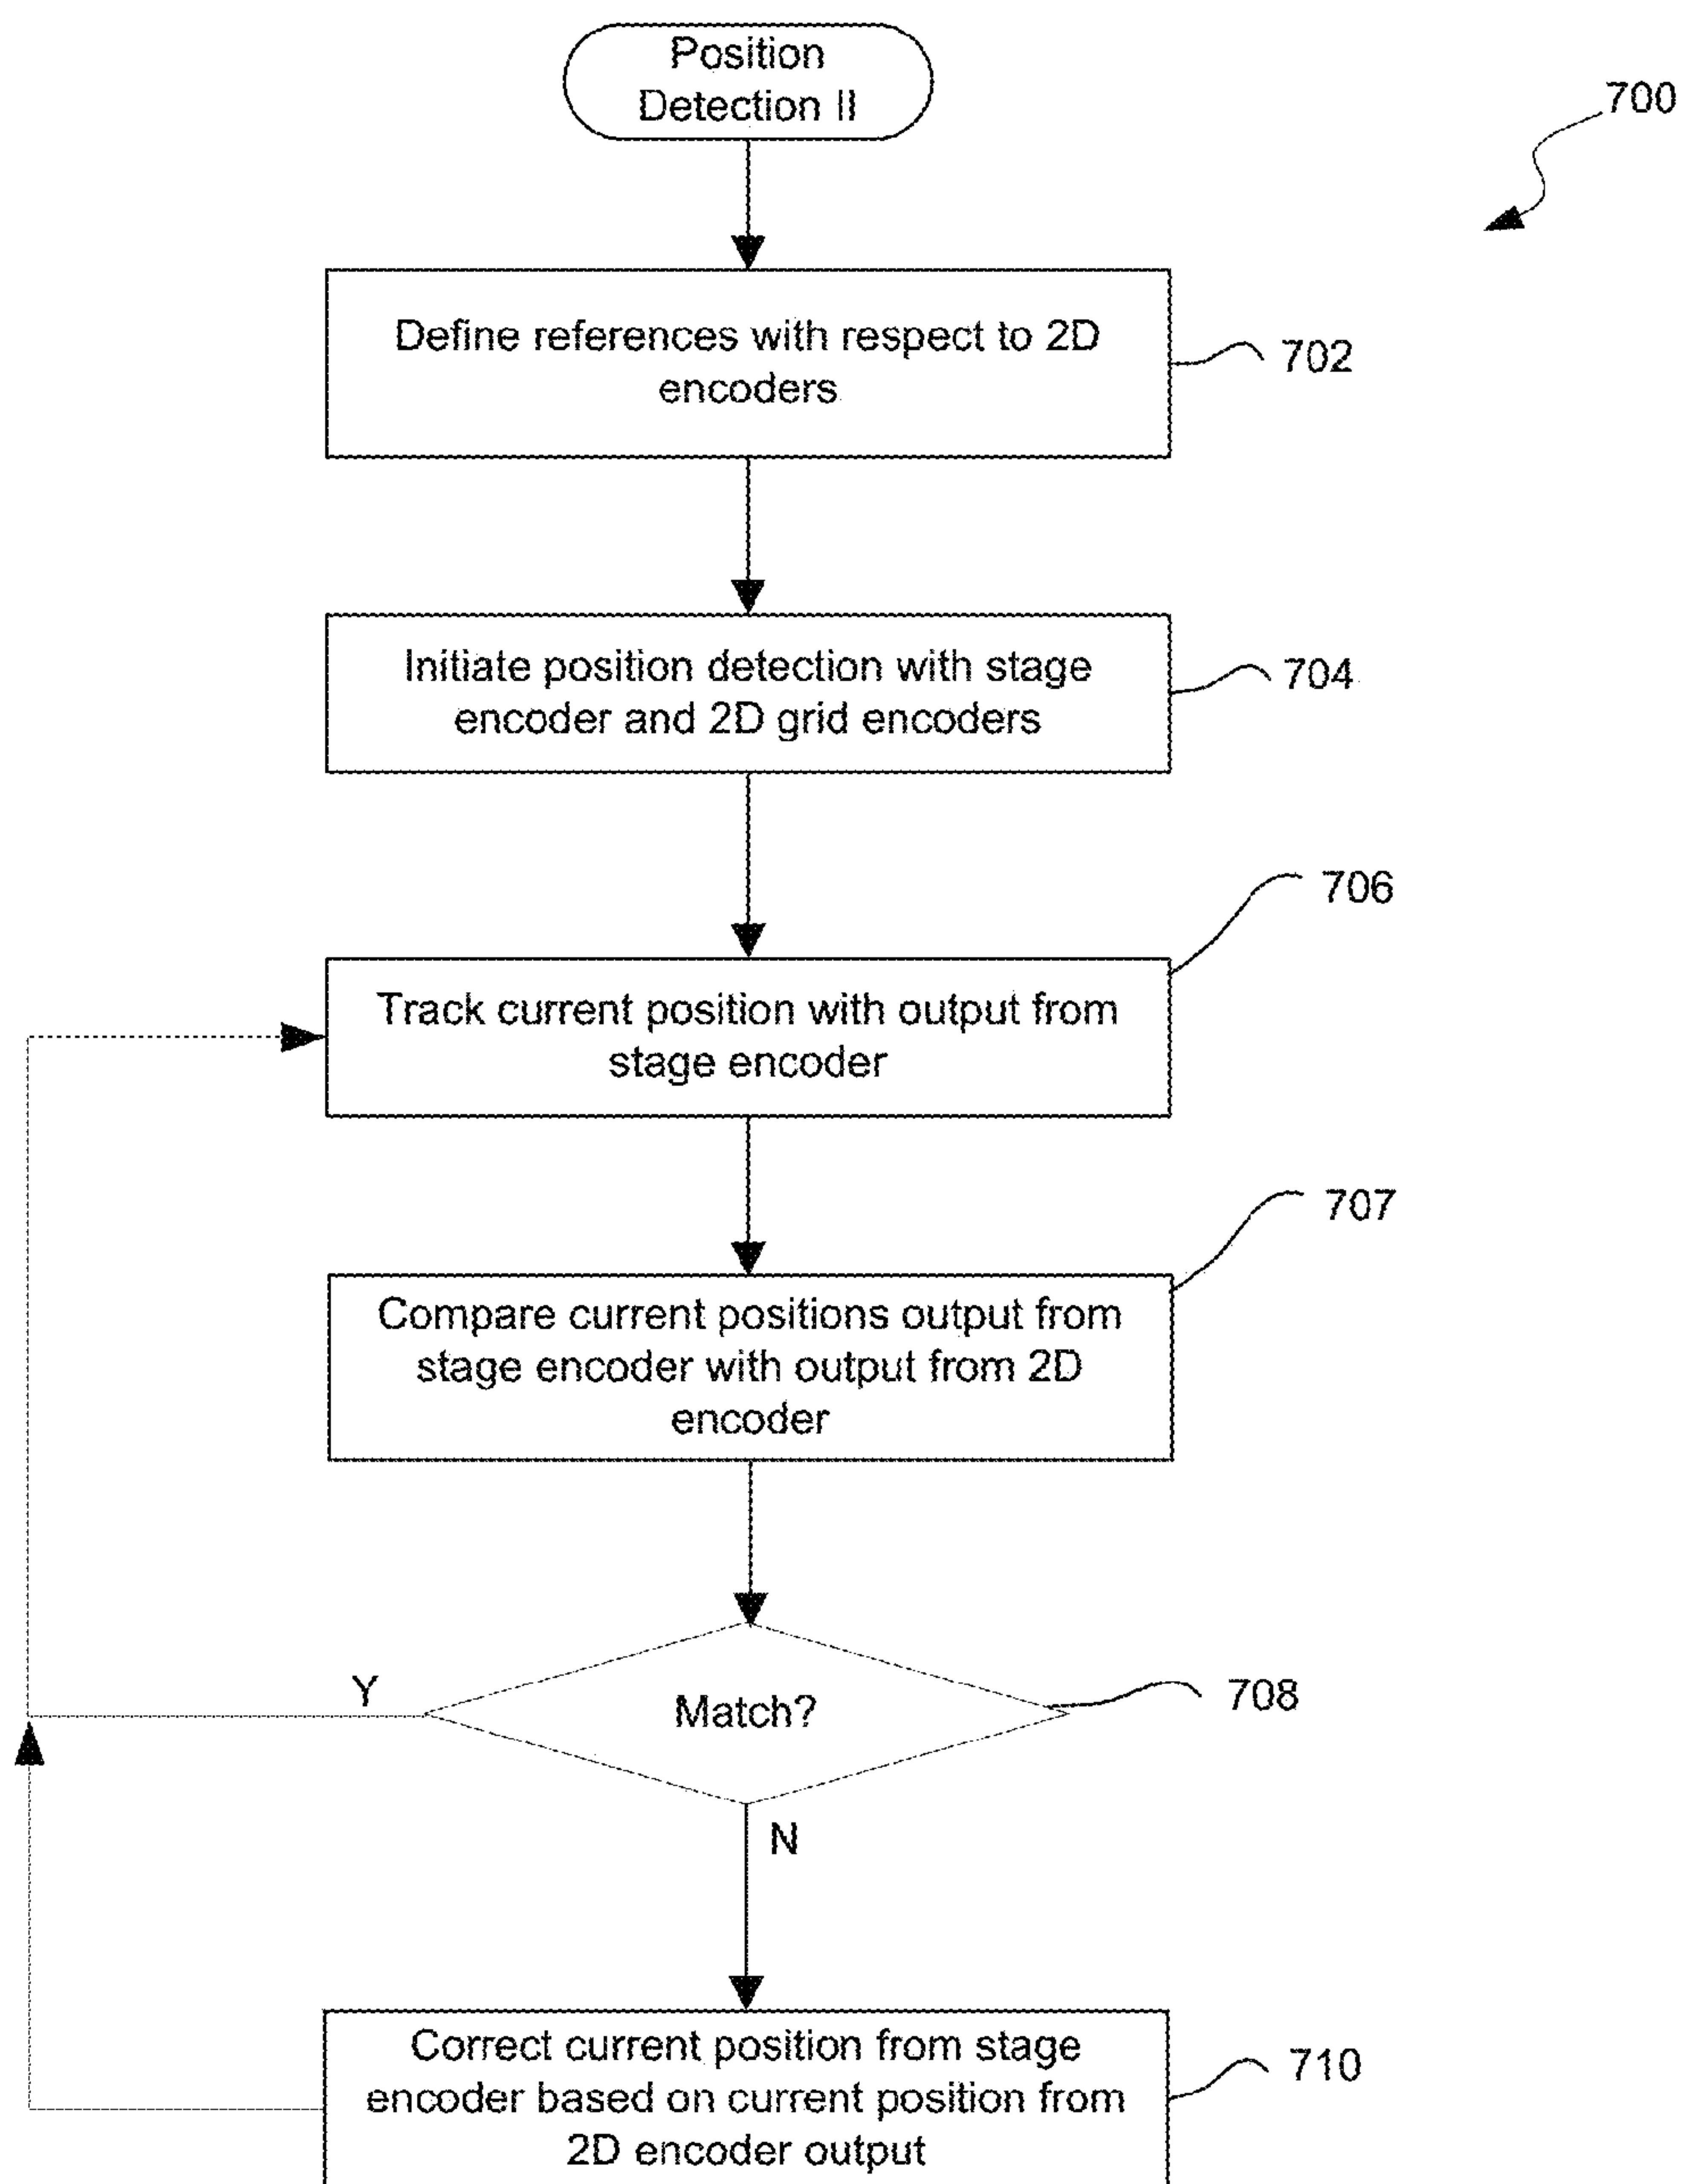 Position
Detection II
700
Define references with respect to 2D
encoders
702
Initiate position detection with stage
encoder and 2D grid encoders
704
706
Track current position with output from
stage encoder
707
Compare current positions output from
stage encoder with output from 2D
encoder
Y
Match?
708
N
Correct current position from stage
encoder based on current position from
2D encoder output
710